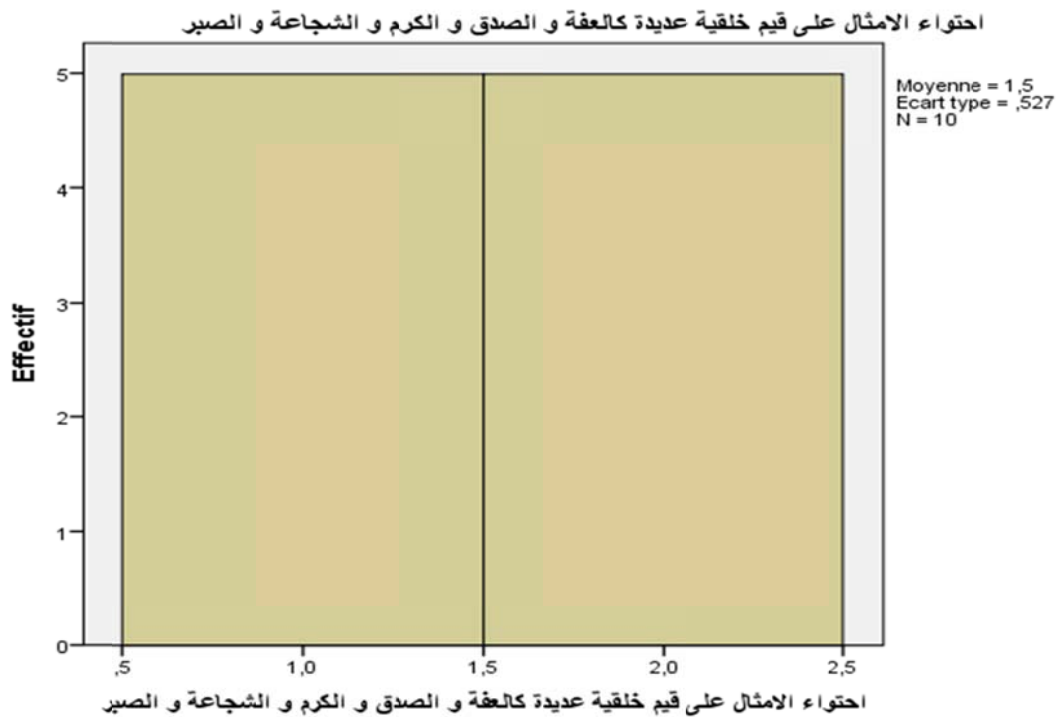 احتواء الامثال على قيم خلقية عديدة كالعفة و الصدق و الكرم و الشجاعة و الصبر
Moyenne = 1,5
Ecart type = ,527
N = 10
Effectif
5
4
3
2
1
0
,5 1,0 1,5 2,0 2,5
احتواء الامثال على قيم خلقية عديدة كالعفة و الصدق و الكرم و الشجاعة و الصبر